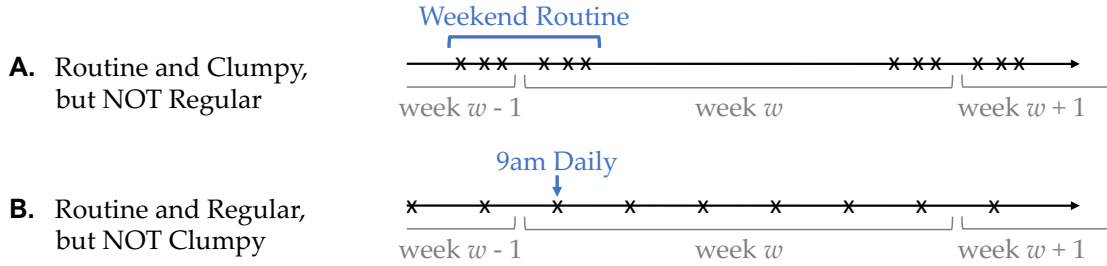 Weekend Routine
A. Routine and Clumpy,
but NOT Regular
x x x x x x x x x x x x
week w - 1 week w week w + 1
9am Daily
B. Routine and Regular,
but NOT Clumpy
x x x x x x x x x
week w - 1 week w week w + 1